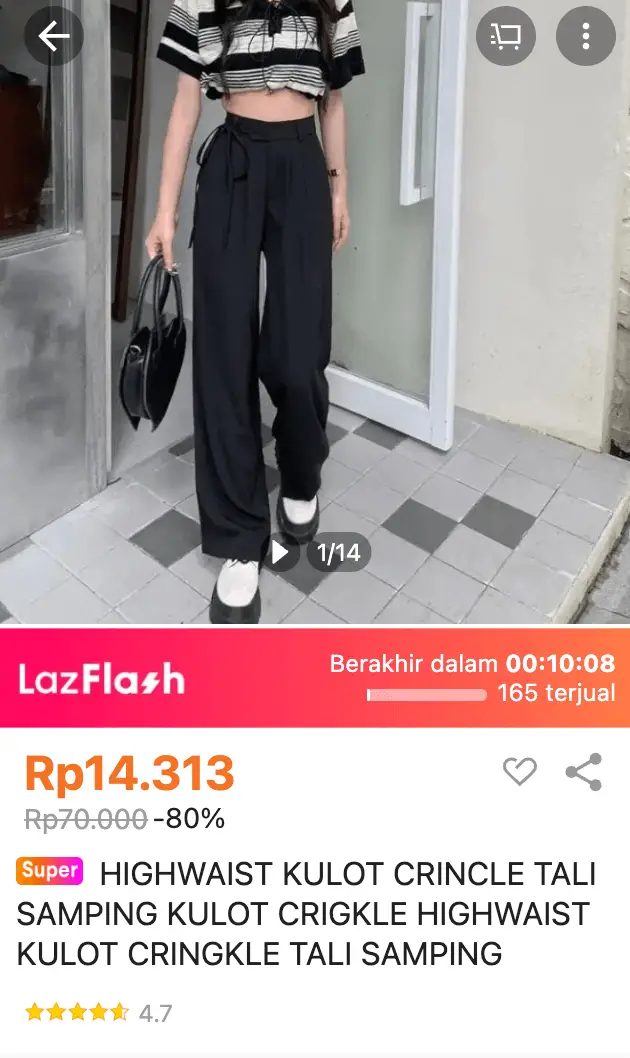 1/14
LazFlash
Berakhir dalam 00:10:08
165 terjual
Rp14.313
Rp70.000 -80%
Super HIGHWAIST KULOT CRINCLE TALI
SAMPING KULOT CRIGKLE HIGHWAIST
KULOT CRINGKLE TALI SAMPING
4.7